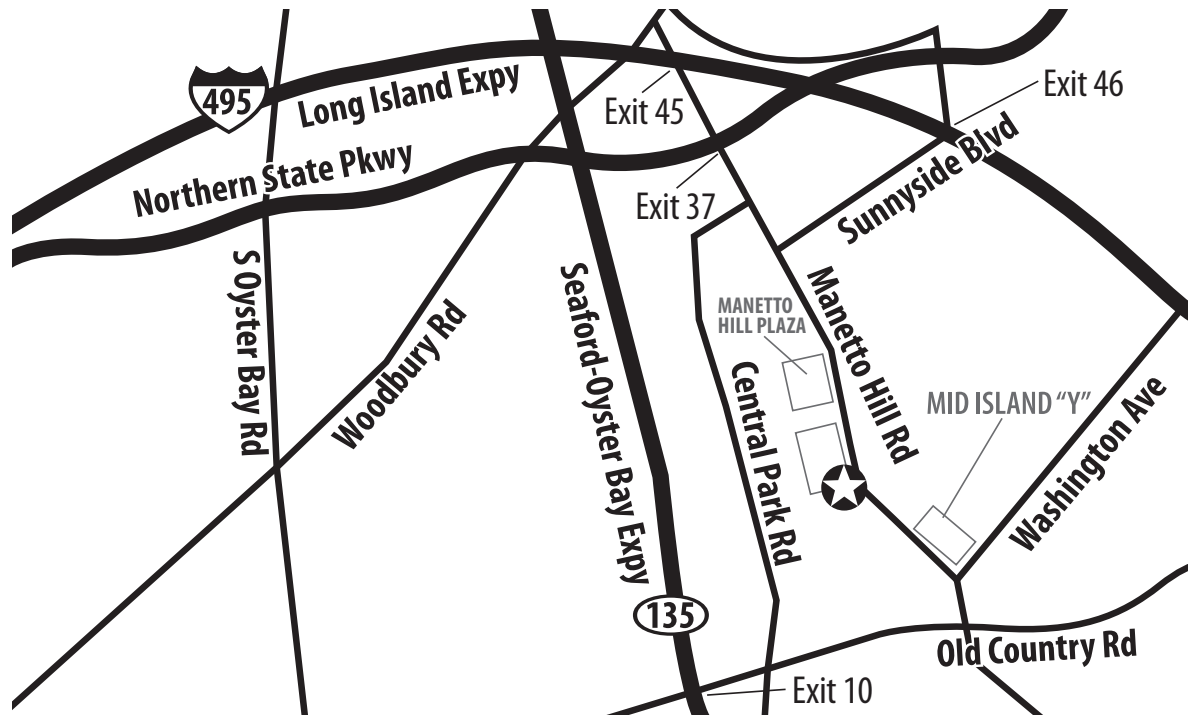 495
Long Island Expy
Northern State Pkwy
Exit 45
Exit 46
Sunnyside Blvd
Exit 37
S Oyster Bay Rd
Woodbury Rd
Seaford-Oyster Bay Expy
MANETTO
HILL PLAZA
Manetto Hill Rd
Central Park Rd
MID ISLAND “Y”
Washington Ave
135
Old Country Rd
Exit 10